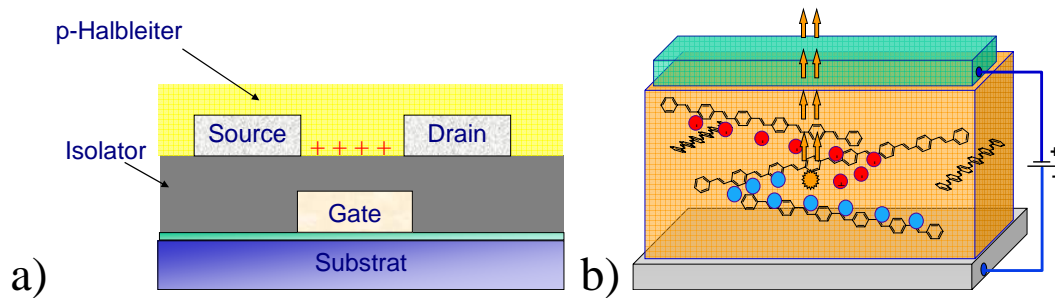 p-Halbleiter
Source
Drain
+ + + +
Isolator
Gate
Substrat
a)
b)
+
-